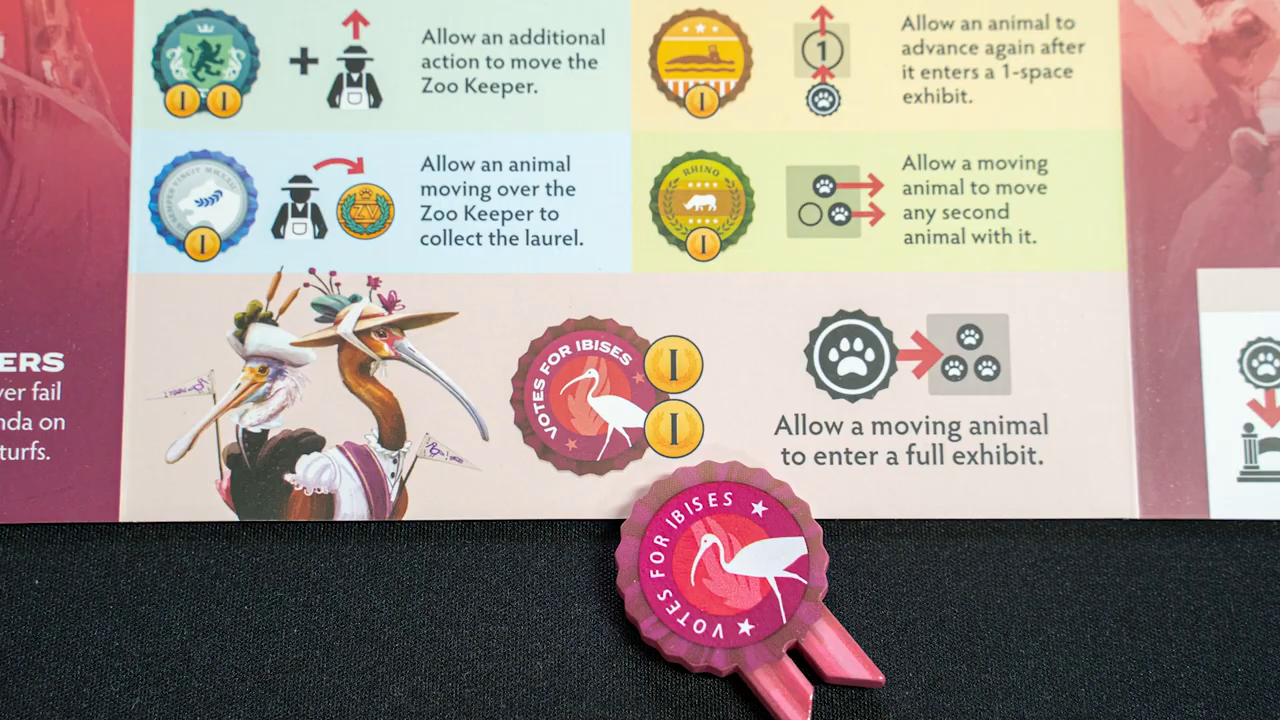 Allow an additional
action to move the
Zoo Keeper.
I
I
Allow an animal to
advance again after
it enters a 1-space
exhibit.
1
I
Allow an animal
moving over the
Zoo Keeper to
collect the laurel.
ZV
I
Allow a moving
animal to move
any second
animal with it.
RHINO
I
ERS
ver fail
nda on
turfs.
VOTES FOR IBISES
I
I
Allow a moving animal
to enter a full exhibit.
VOTES FOR IBISES